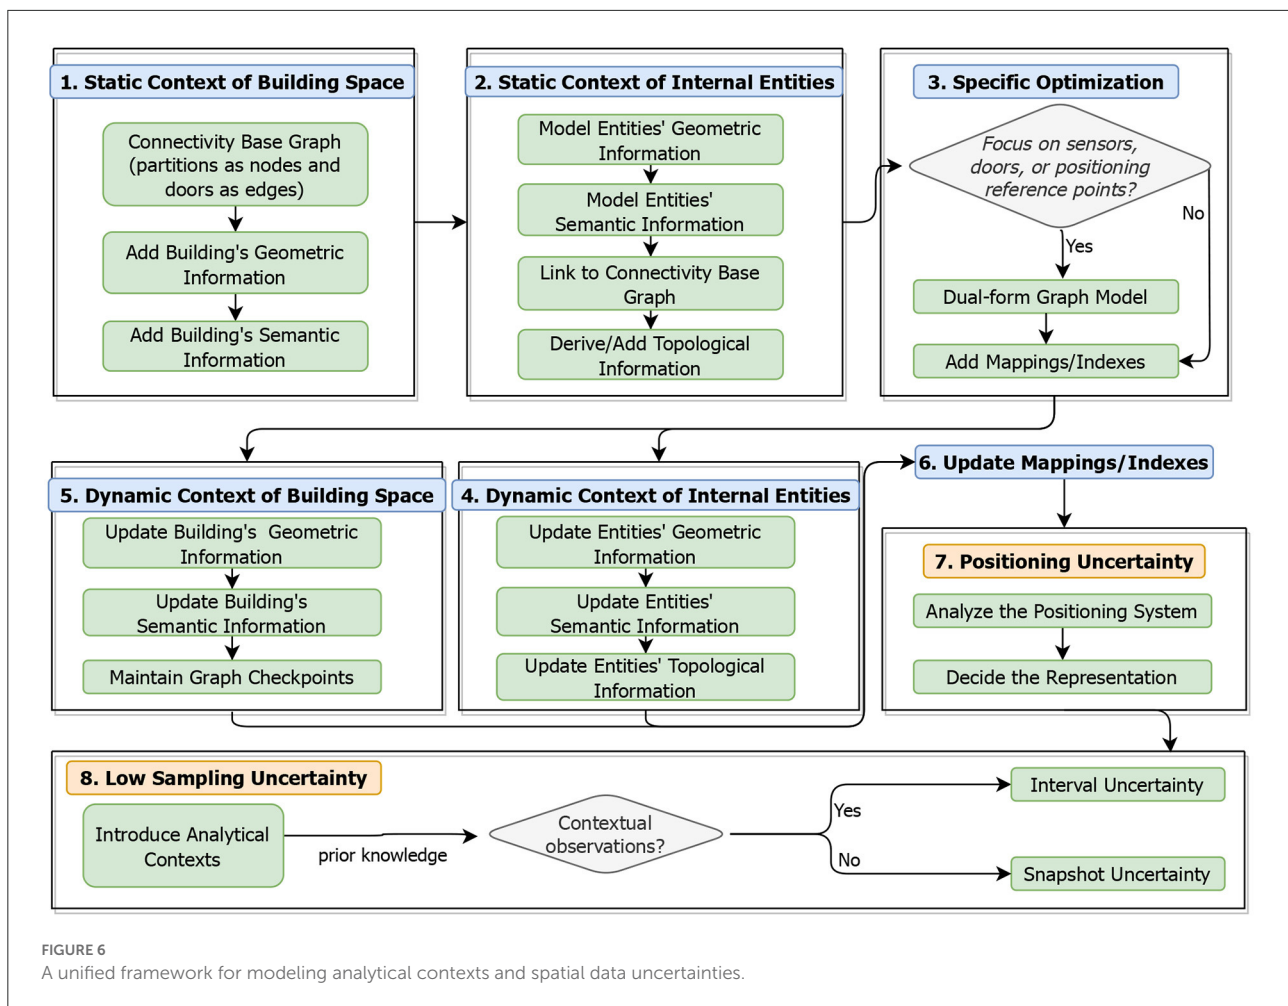 1. Static Context of Building Space
Connectivity Base Graph
(partitions as nodes and
doors as edges)
Add Building's Geometric
Information
Add Building's Semantic
Information
2. Static Context of Internal Entities
Model Entities' Geometric
Information
Model Entities'
Semantic Information
Link to Connectivity Base
Graph
Derive/Add Topological
Information
3. Specific Optimization
Focus on sensors,
doors, or positioning
reference points?
No
Yes
Dual-form Graph Model
Add Mappings/Indexes
5. Dynamic Context of Building Space
Update Building's Geometric
Information
Update Building's
Semantic Information
Maintain Graph Checkpoints
4. Dynamic Context of Internal Entities
Update Entities' Geometric
Information
Update Entities'
Semantic Information
Update Entities' Topological
Information
6. Update Mappings/Indexes
7. Positioning Uncertainty
Analyze the Positioning System
Decide the Representation
8. Low Sampling Uncertainty
Introduce Analytical
Contexts
prior knowledge
Contextual
observations?
Yes
Interval Uncertainty
No
Snapshot Uncertainty
FIGURE 6
A unified framework for modeling analytical contexts and spatial data uncertainties.